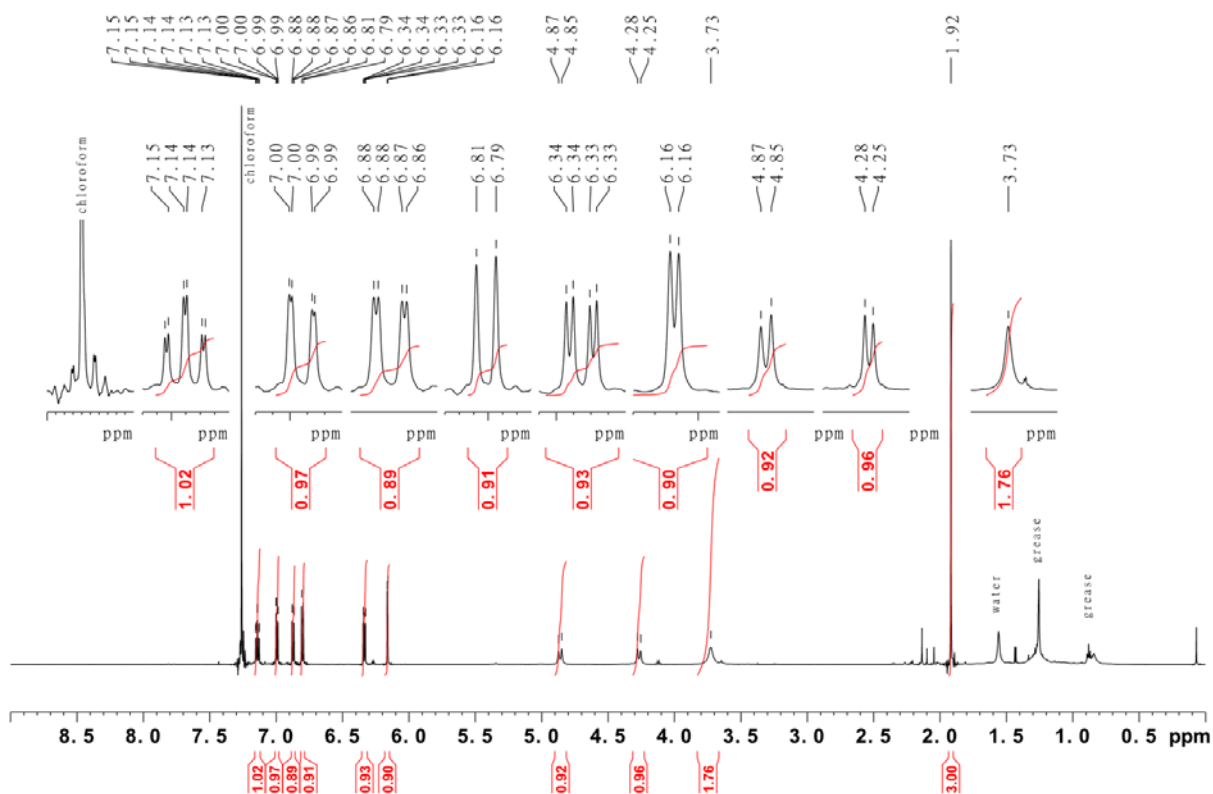 7.15 7.15 7.14 7.14 7.13 7.13 7.00 7.00 6.99 6.99 6.88 6.88 6.87 6.86 6.81 6.79 6.34 6.34 6.33 6.33 6.16 6.16 4.87 4.85 4.28 4.25 3.73 1.92
chloroform 7.15 7.14 7.14 7.13 chloroform 7.00 7.00 6.99 6.99 6.88 6.88 6.87 6.86 6.81 6.79 6.34 6.34 6.33 6.33 6.16 6.16 4.87 4.85 4.28 4.25 3.73
ppm ppm ppm ppm ppm ppm ppm ppm ppm ppm
1.02 0.97 0.89 0.91 0.93 0.90 0.92 0.96 1.76
water grease grease
8.5 8.0 7.5 7.0 6.5 6.0 5.5 5.0 4.5 4.0 3.5 3.0 2.5 2.0 1.5 1.0 0.5 ppm
1.02 0.97 0.89 0.91 0.93 0.90 0.92 0.96 1.76 3.00